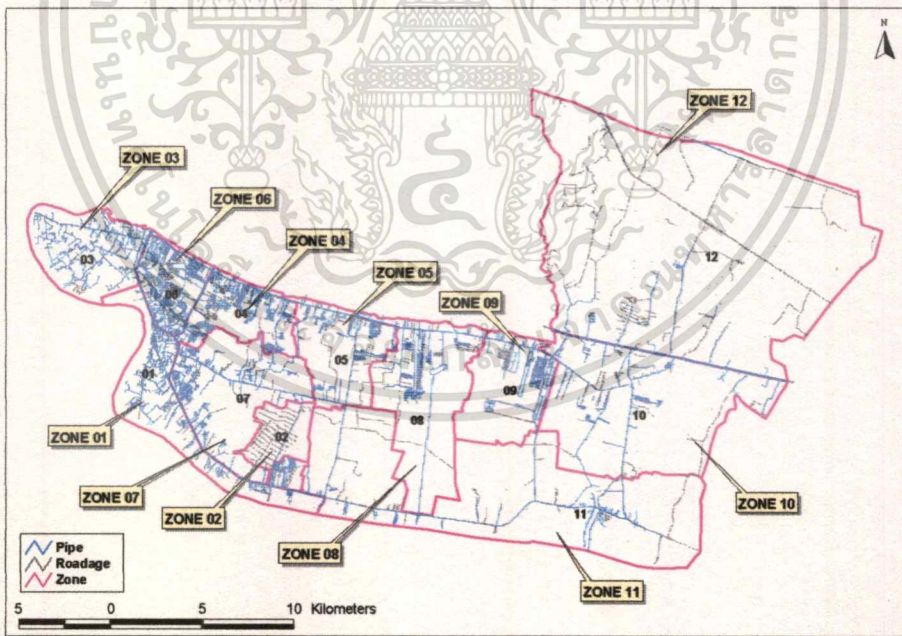 N
ZONE 12
ZONE 03
ZONE 06
ZONE 04
ZONE 05
ZONE 09
03
12
04
05
01
09
07
08
10
02
ZONE 01
ZONE 07
ZONE 02
ZONE 08
11
ZONE 10
ZONE 11
Pipe
Roadage
Zone
5 0 5 10 Kilometers